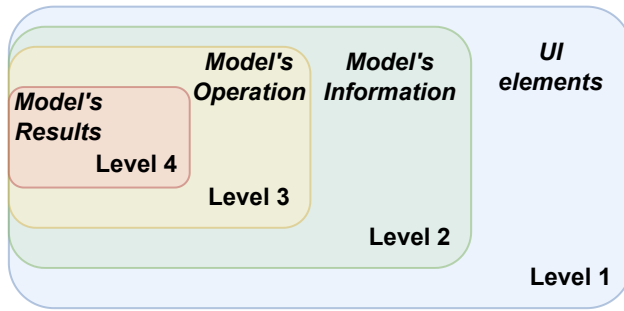 Model's
Results
Level 4
Model's
Operation
Level 3
Model's
Information
Level 2
UI
elements
Level 1